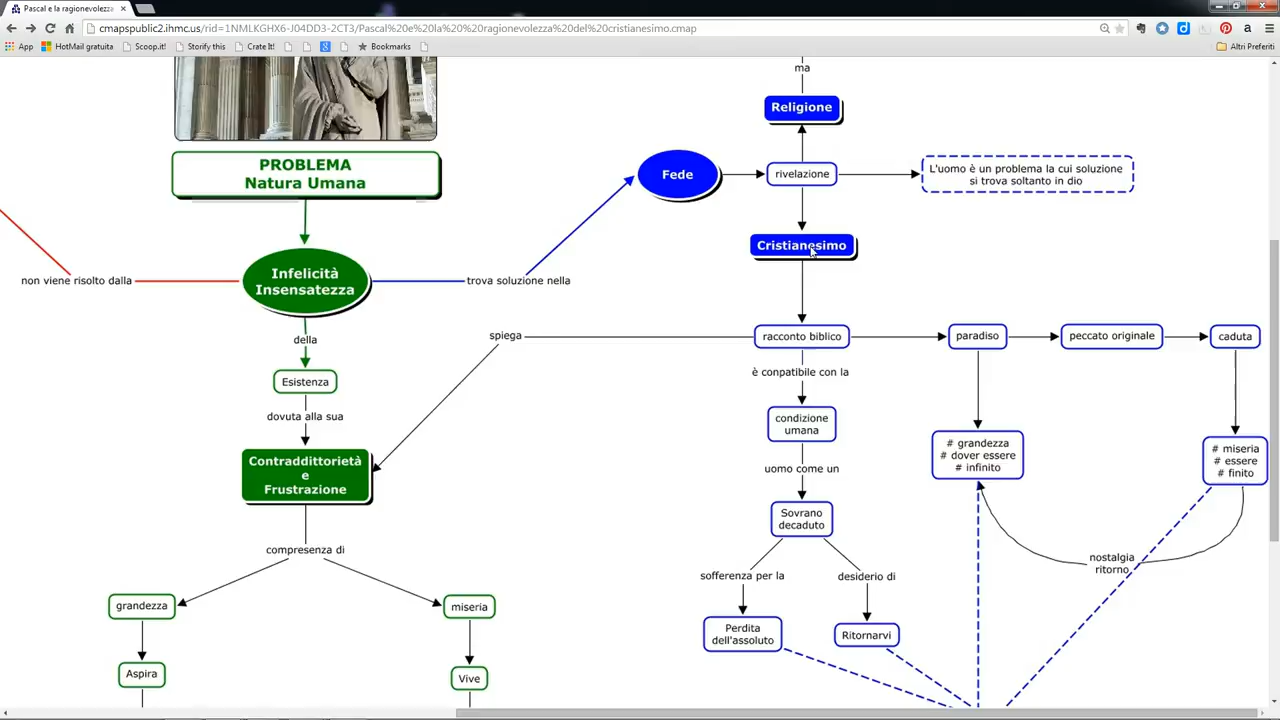 Pascal e la ragionevolezza
cmapspublic2.ihmc.us/rid=1NMLKGHX6-J04DD3-2CT3/Pascal%20e%20la%20%20ragionevolezza%20del%20cristianesimo.cmap
App
HotMail gratuita
Scoop.it!
Storify this
Crate It!
Bookmarks
Altri Preferiti
ma
Religione
PROBLEMA
Natura Umana
Fede
rivelazione
L'uomo è un problema la cui soluzione
si trova soltanto in dio
Cristianesimo
non viene risolto dalla
Infelicità
Insensatezza
trova soluzione nella
della
spiega
racconto biblico
paradiso
peccato originale
caduta
Esistenza
è conpatibile con la
dovuta alla sua
condizione
umana
Contraddittorietà
e
Frustrazione
# grandezza
# dover essere
# infinito
# miseria
# essere
# finito
uomo come un
Sovrano
decaduto
compresenza di
nostalgia
ritorno
sofferenza per la
desiderio di
grandezza
miseria
Perdita
dell'assoluto
Ritornarvi
Aspira
Vive